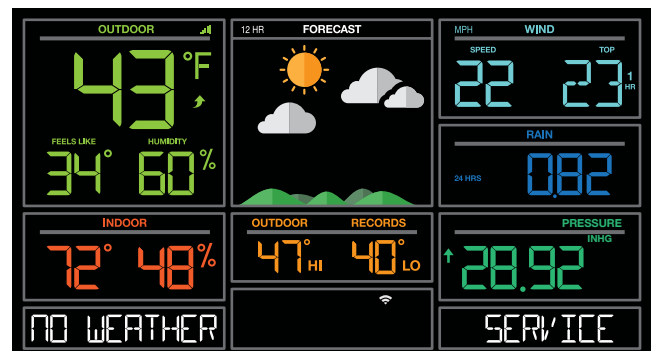 OUTDOOR
43°F
FEELS LIKE
34°
HUMIDITY
60%
12 HR
FORECAST
MPH
WIND
SPEED
22
TOP
23
1
HR
RAIN
24 HRS
0.82
INDOOR
72°
48%
OUTDOOR
RECORDS
47° HI
40° LO
PRESSURE
INHG
28.92
NO WEATHER
SERVICE